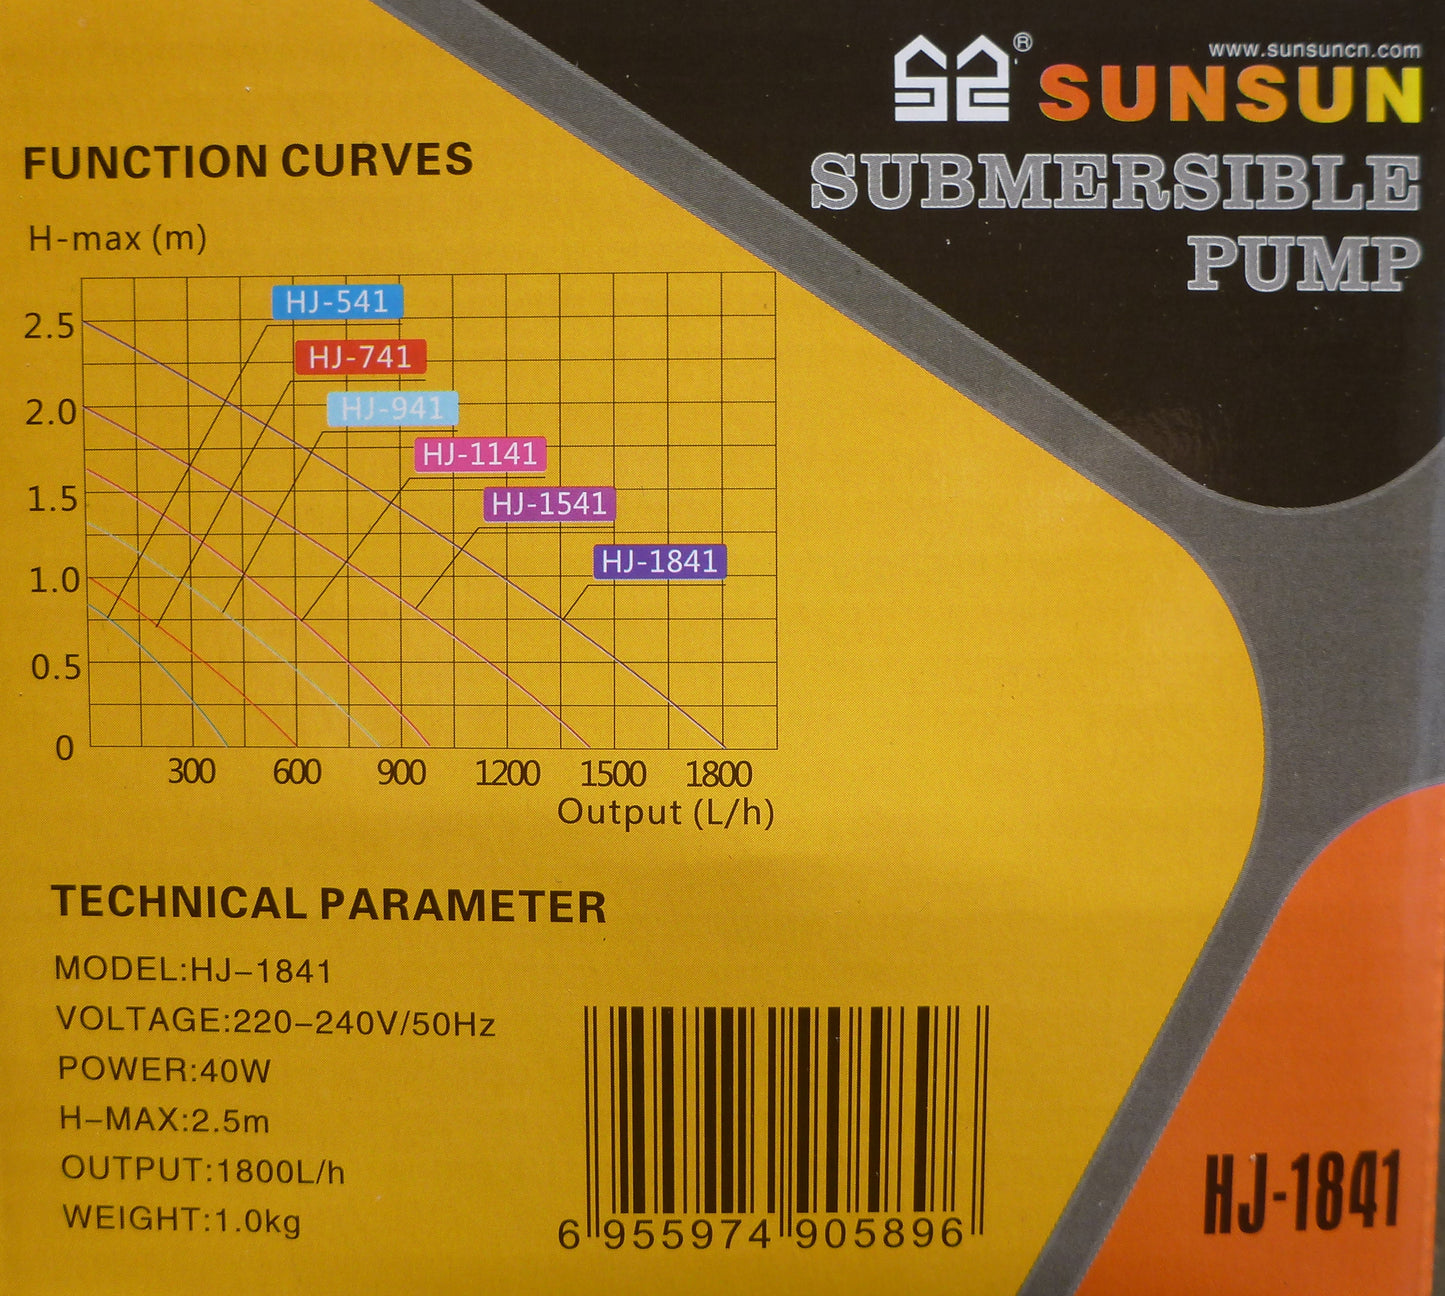 www.sunsuncn.com
® SUNSUN
SUBMERSIBLE
PUMP
FUNCTION CURVES
H-max (m)
HJ-541
2.5
HJ-741
2.0
HJ-941
HJ-1141
1.5
HJ-1541
HJ-1841
1.0
0.5
0
300 600 900 1200 1500 1800
Output (L/h)
TECHNICAL PARAMETER
MODEL:HJ-1841
VOLTAGE:220-240V/50Hz
POWER:40W
H-MAX:2.5m
OUTPUT:1800L/h
WEIGHT:1.0kg
6 955974 905896
HJ-1841